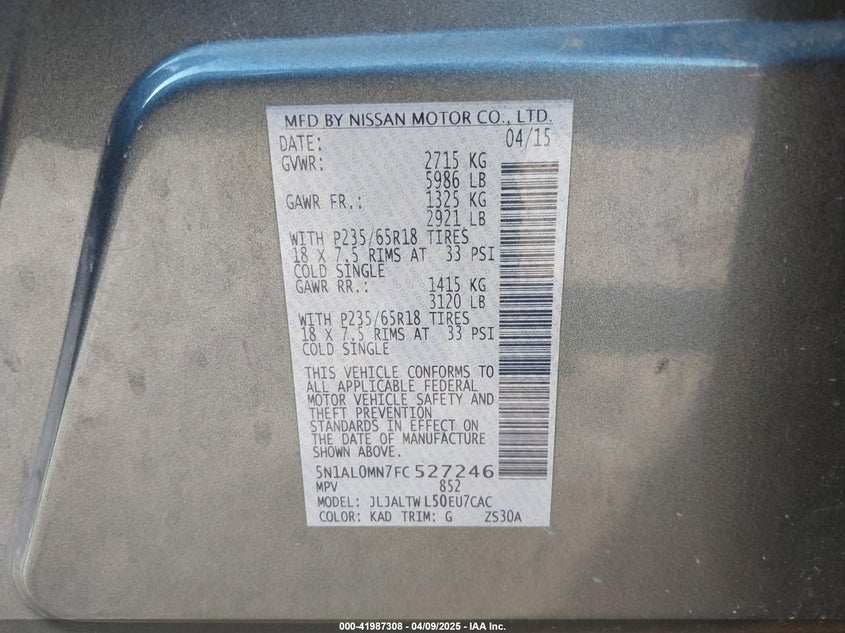 MFD BY NISSAN MOTOR CO., LTD.
DATE: 04/15
GVWR: 2715 KG
5986 LB
GAWR FR.: 1325 KG
2921 LB
WITH P235/65R18 TIRES
18 X 7.5 RIMS AT 33 PSI
COLD SINGLE
GAWR RR.: 1415 KG
3120 LB
WITH P235/65R18 TIRES
18 X 7.5 RIMS AT 33 PSI
COLD SINGLE
THIS VEHICLE CONFORMS TO
ALL APPLICABLE FEDERAL
MOTOR VEHICLE SAFETY AND
THEFT PREVENTION
STANDARDS IN EFFECT ON
THE DATE OF MANUFACTURE
SHOWN ABOVE.
5N1AL0MN7FC527246
MPV 852
MODEL: JLJALTWL50EU7CAC
COLOR: KAD TRIM: G ZS30A
000-41987308 - 04/09/2025 - IAA Inc.